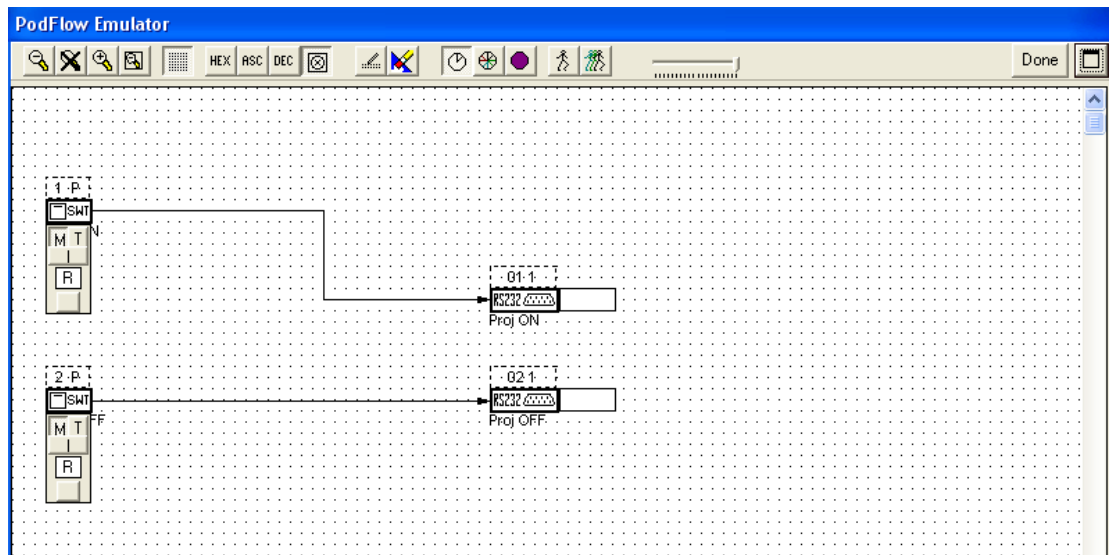 PodFlow Emulator
HEX ASC DEC Done
1 P
SWT
N
M T
R
01 1
RS232
Proj ON
2 P
SWT
FF
M T
R
02 1
RS232
Proj OFF